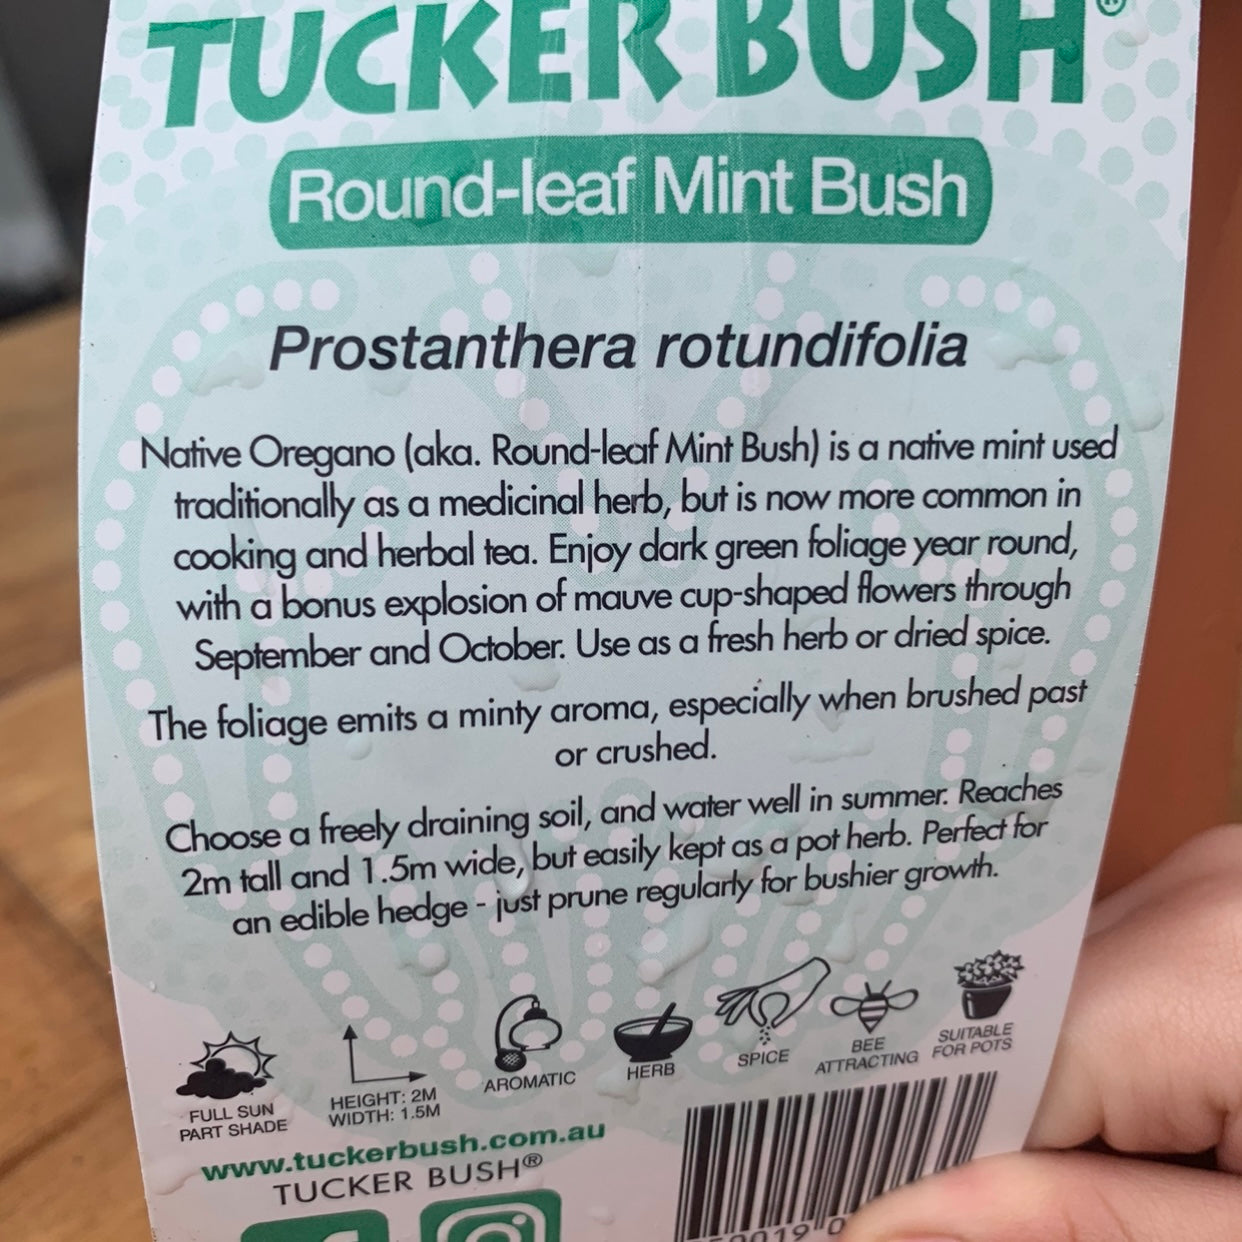 TUCKER BUSH®
Round-leaf Mint Bush
Prostanthera rotundifolia
Native Oregano (aka. Round-leaf Mint Bush) is a native mint used
traditionally as a medicinal herb, but is now more common in
cooking and herbal tea. Enjoy dark green foliage year round,
with a bonus explosion of mauve cup-shaped flowers through
September and October. Use as a fresh herb or dried spice.
The foliage emits a minty aroma, especially when brushed past
or crushed.
Choose a freely draining soil, and water well in summer. Reaches
2m tall and 1.5m wide, but easily kept as a pot herb. Perfect for
an edible hedge - just prune regularly for bushier growth.
FULL SUN
PART SHADE
HEIGHT: 2M
WIDTH: 1.5M
AROMATIC
HERB
SPICE
BEE
ATTRACTING
SUITABLE
FOR POTS
www.tuckerbush.com.au
TUCKER BUSH®